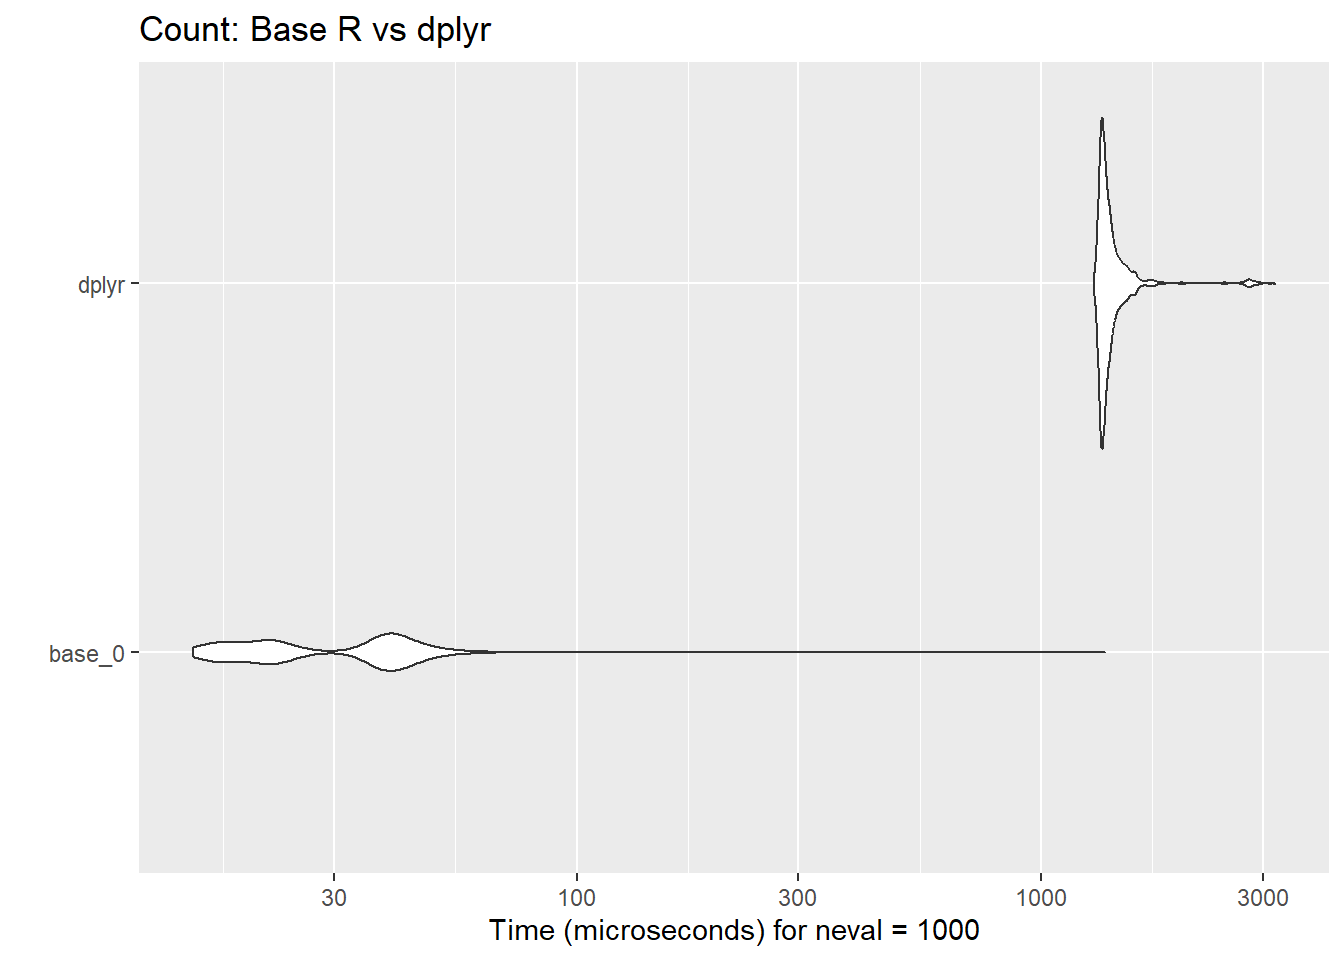 Count: Base R vs dplyr
dplyr
base_0
30 100 300 1000 3000
Time (microseconds) for neval = 1000